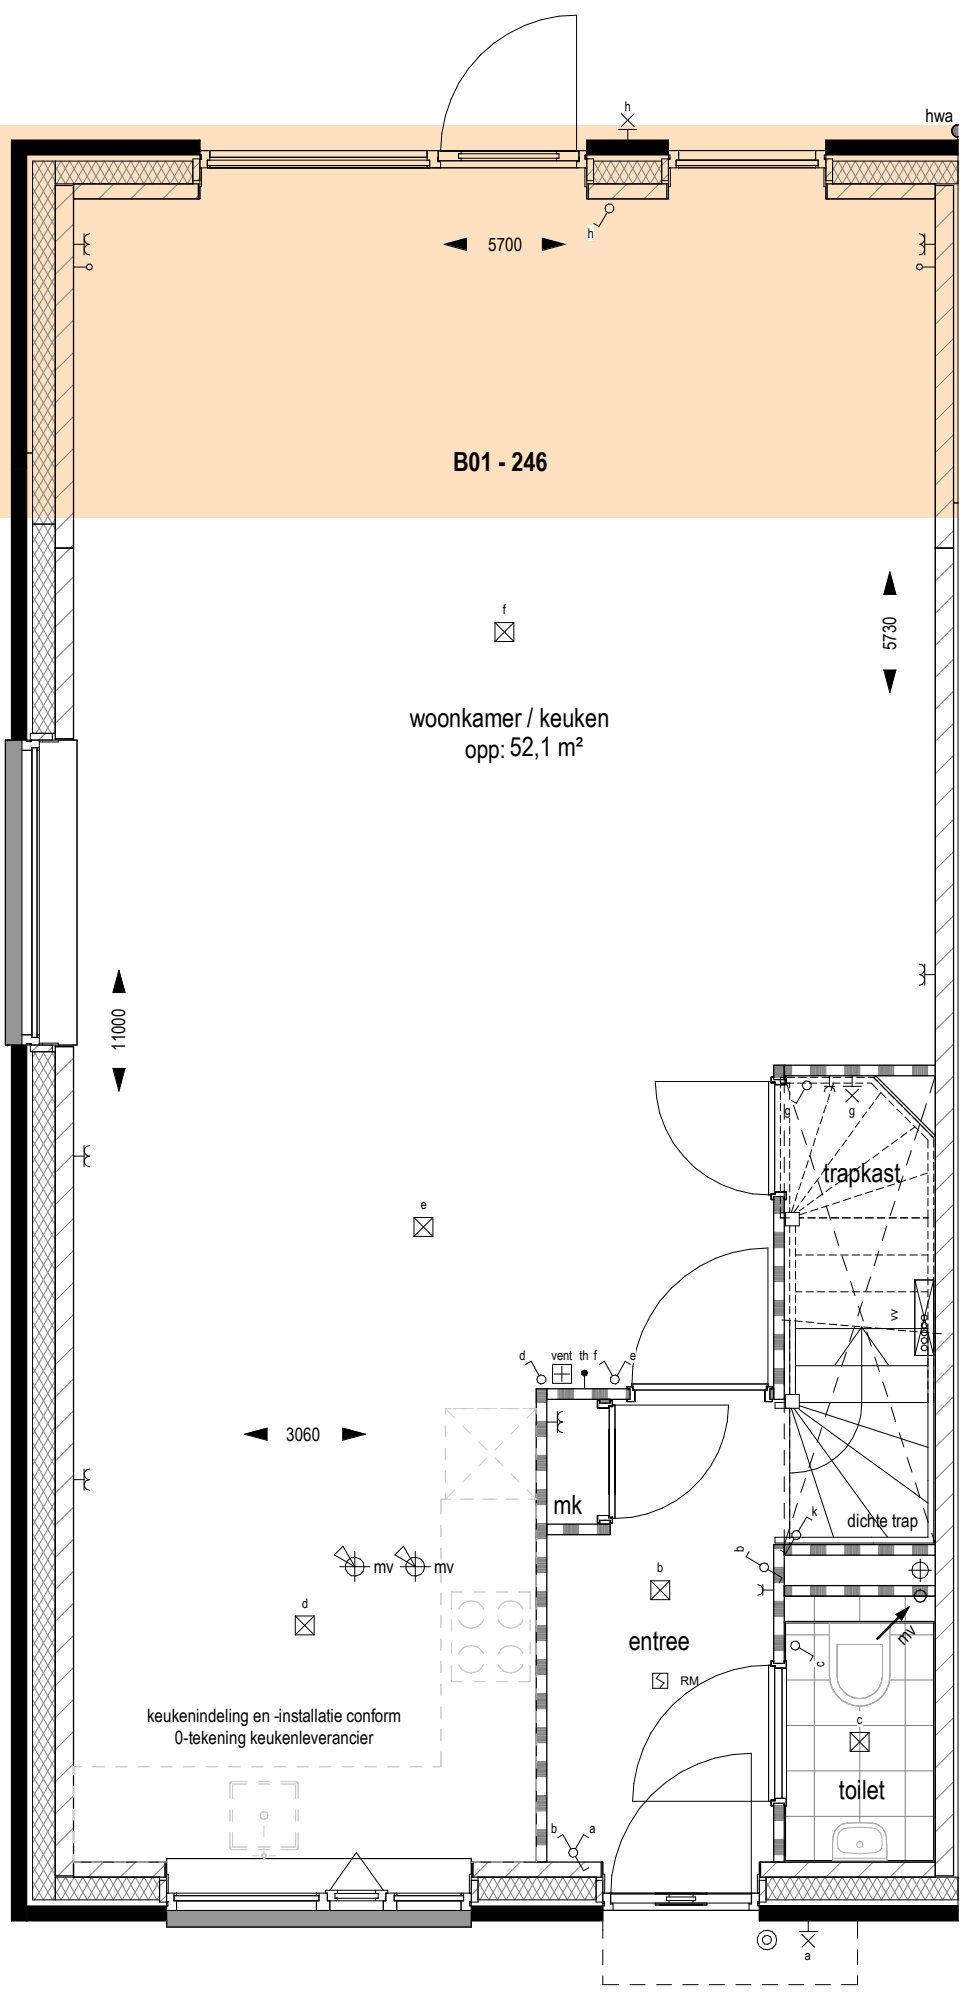 h
hwa
h
5700
B01 - 246
f
5730
woonkamer / keuken
opp: 52,1 m²
11000
g
g
trapkast
e
vv
d
vent
th
f
e
3060
mk
k
dichte trap
b
mv
mv
b
d
mv
entree
c
RM
keukenindeling en -installatie conform
0-tekening keukenleverancier
c
toilet
b
a
a